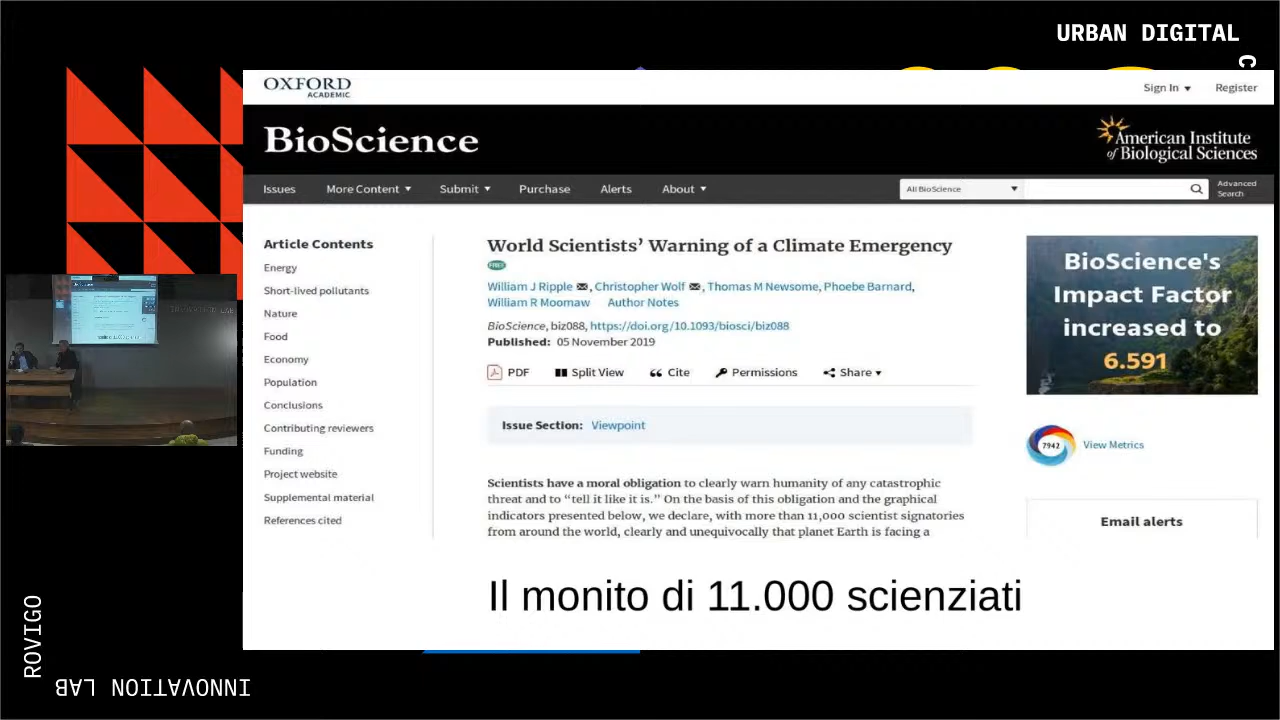 URBAN DIGITAL
C
OXFORD
ACADEMIC
Sign In
Register
BioScience
American Institute
of Biological Sciences
Issues
More Content
Submit
Purchase
Alerts
About
All BioScience
Advanced
Search
Article Contents
Energy
Short-lived pollutants
Nature
Food
Economy
Population
Conclusions
Contributing reviewers
Funding
Project website
Supplemental material
References cited
World Scientists’ Warning of a Climate Emergency
FREE
William J Ripple, Christopher Wolf, Thomas M Newsome, Phoebe Barnard,
William R Moomaw Author Notes
BioScience, biz088, https://doi.org/10.1093/biosci/biz088
Published: 05 November 2019
PDF
Split View
Cite
Permissions
Share
Issue Section: Viewpoint
Scientists have a moral obligation to clearly warn humanity of any catastrophic
threat and to “tell it like it is.” On the basis of this obligation and the graphical
indicators presented below, we declare, with more than 11,000 scientist signatories
from around the world, clearly and unequivocally that planet Earth is facing a
BioScience's
Impact Factor
increased to
6.591
7942
View Metrics
Email alerts
Il monito di 11.000 scienziati
ROVIGO
INNOVATION LAB